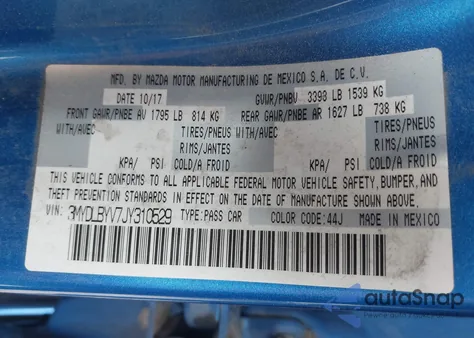 MFD. BY MAZDA MOTOR MANUFACTURING DE MEXICO S.A. DE C.V.
DATE 10/17 GVWR/PNBV 3393 LB 1539 KG
FRONT GAWR/PNBE AV 1795 LB 814 KG REAR GAWR/PNBE AR 1627 LB 738 KG
WITH/AVEC TIRES/PNEUS WITH/AVEC TIRES/PNEUS
RIMS/JANTES RIMS/JANTES
KPA/ PSI COLD/A FROID KPA/ PSI COLD/A FROID
THIS VEHICLE CONFORMS TO ALL APPLICABLE FEDERAL MOTOR VEHICLE SAFETY, BUMPER, AND
THEFT PREVENTION STANDARDS IN EFFECT ON THE DATE OF MANUFACTURE SHOWN ABOVE.
VIN: 3MYDLBYV7JY310529 TYPE: PASS CAR COLOR CODE: 44J MADE IN MEXICO
autoSnap